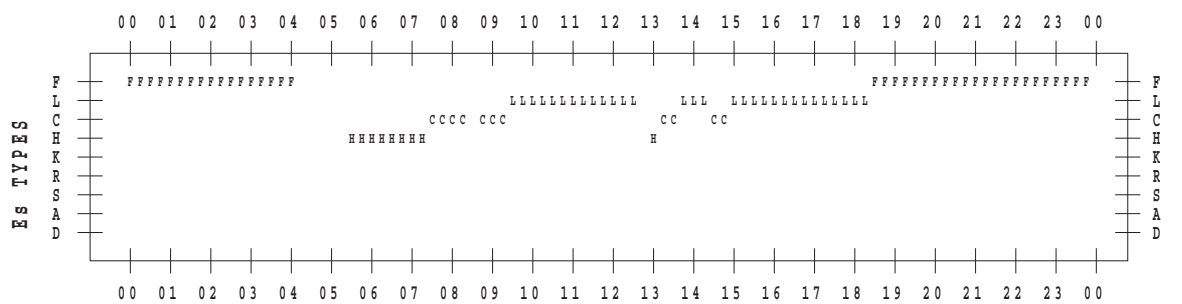 00 01 02 03 04 05 06 07 08 09 10 11 12 13 14 15 16 17 18 19 20 21 22 23 00
F FFFFFFFFFFFFFFFFF FFFFFFFFFFFFFFFFFFFFFF F
L LLLLLLLLLLLLL LLL LLLLLLLLLLLLLL L
C CCCC CCC CC CC C
H HHHHHHHH H H
K K
R R
S S
A A
D D
Es TYPES
00 01 02 03 04 05 06 07 08 09 10 11 12 13 14 15 16 17 18 19 20 21 22 23 00